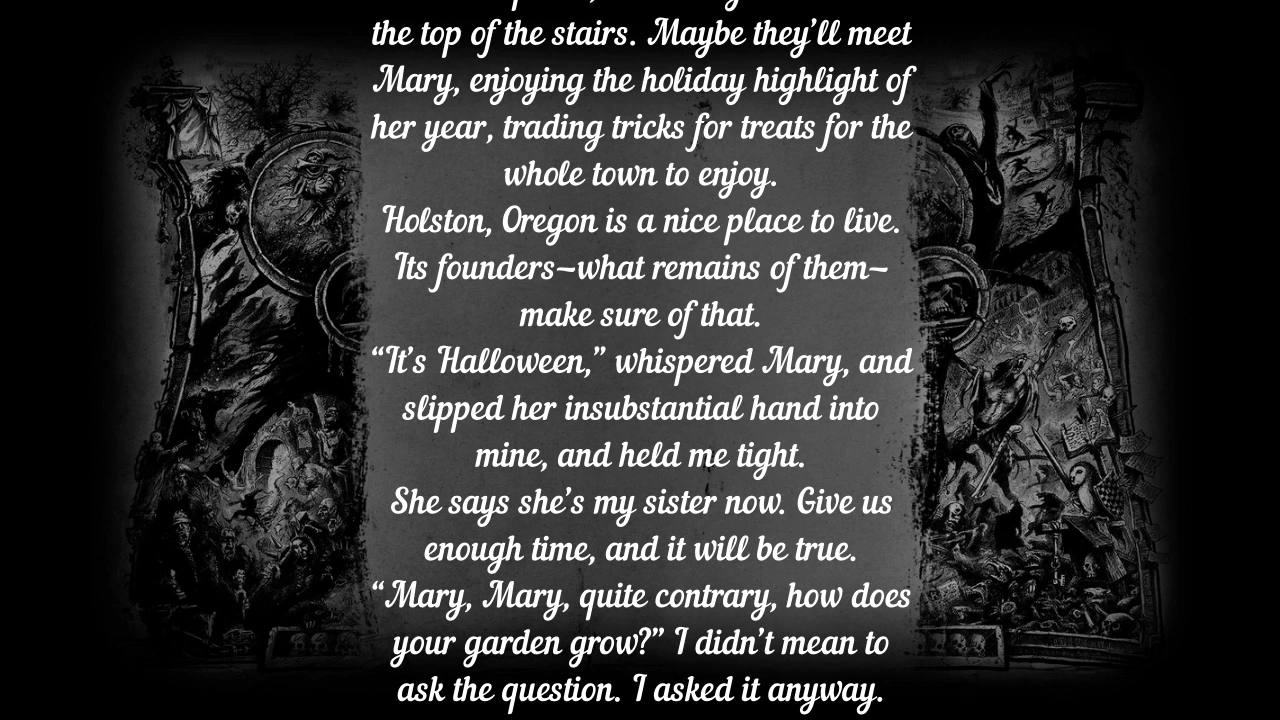 the top of the stairs. Maybe they’ll meet
Mary, enjoying the holiday highlight of
her year, trading tricks for treats for the
whole town to enjoy.
Holston, Oregon is a nice place to live.
Its founders—what remains of them—
make sure of that.
“It’s Halloween,” whispered Mary, and
slipped her insubstantial hand into
mine, and held me tight.
She says she’s my sister now. Give us
enough time, and it will be true.
“Mary, Mary, quite contrary, how does
your garden grow?” I didn’t mean to
ask the question. I asked it anyway.